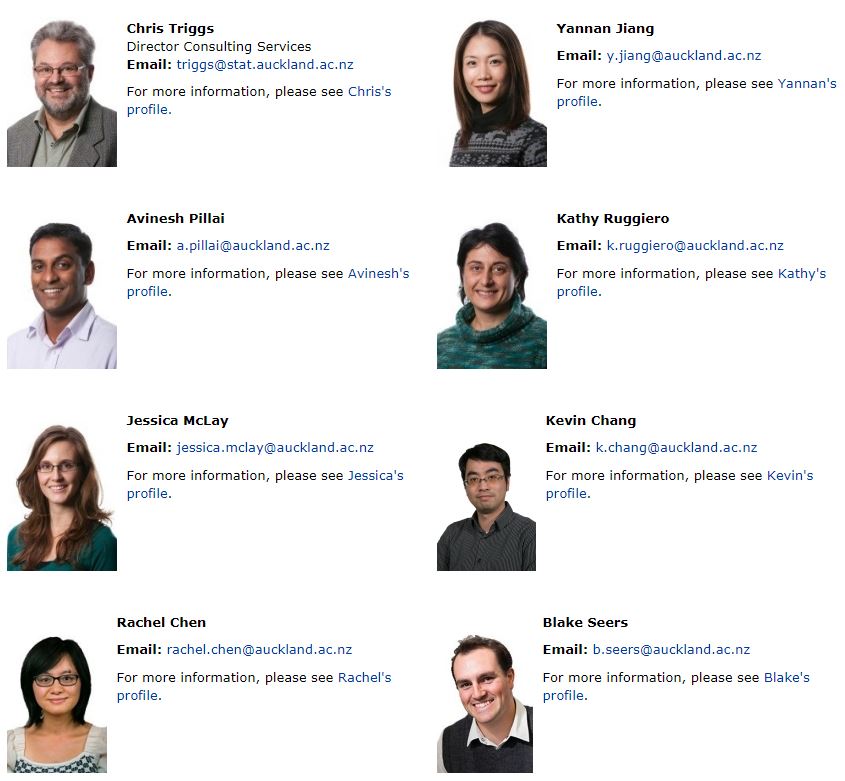 Chris Triggs
Director Consulting Services
Email: triggs@stat.auckland.ac.nz
For more information, please see Chris's
profile.
Yannan Jiang
Email: y.jiang@auckland.ac.nz
For more information, please see Yannan's
profile.
Avinesh Pillai
Email: a.pillai@auckland.ac.nz
For more information, please see Avinesh's
profile.
Kathy Ruggiero
Email: k.ruggiero@auckland.ac.nz
For more information, please see Kathy's
profile.
Jessica McLay
Email: jessica.mclay@auckland.ac.nz
For more information, please see Jessica's
profile.
Kevin Chang
Email: k.chang@auckland.ac.nz
For more information, please see Kevin's
profile.
Rachel Chen
Email: rachel.chen@auckland.ac.nz
For more information, please see Rachel's
profile.
Blake Seers
Email: b.seers@auckland.ac.nz
For more information, please see Blake's
profile.